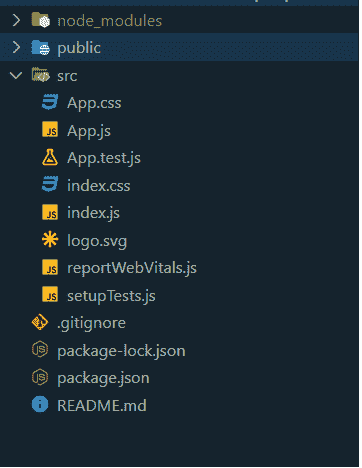 node_modules
public
src
App.css
App.js
App.test.js
index.css
index.js
logo.svg
reportWebVitals.js
setupTests.js
.gitignore
package-lock.json
package.json
README.md